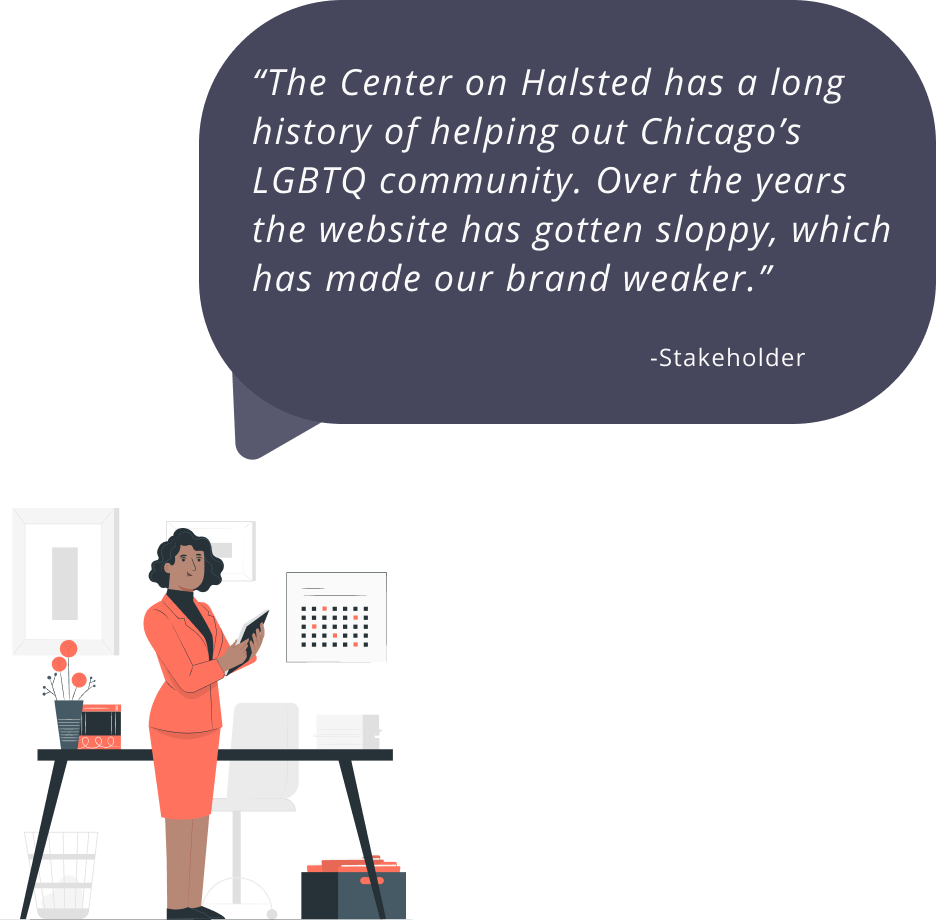 “The Center on Halsted has a long
history of helping out Chicago’s
LGBTQ community. Over the years
the website has gotten sloppy, which
has made our brand weaker.”
-Stakeholder